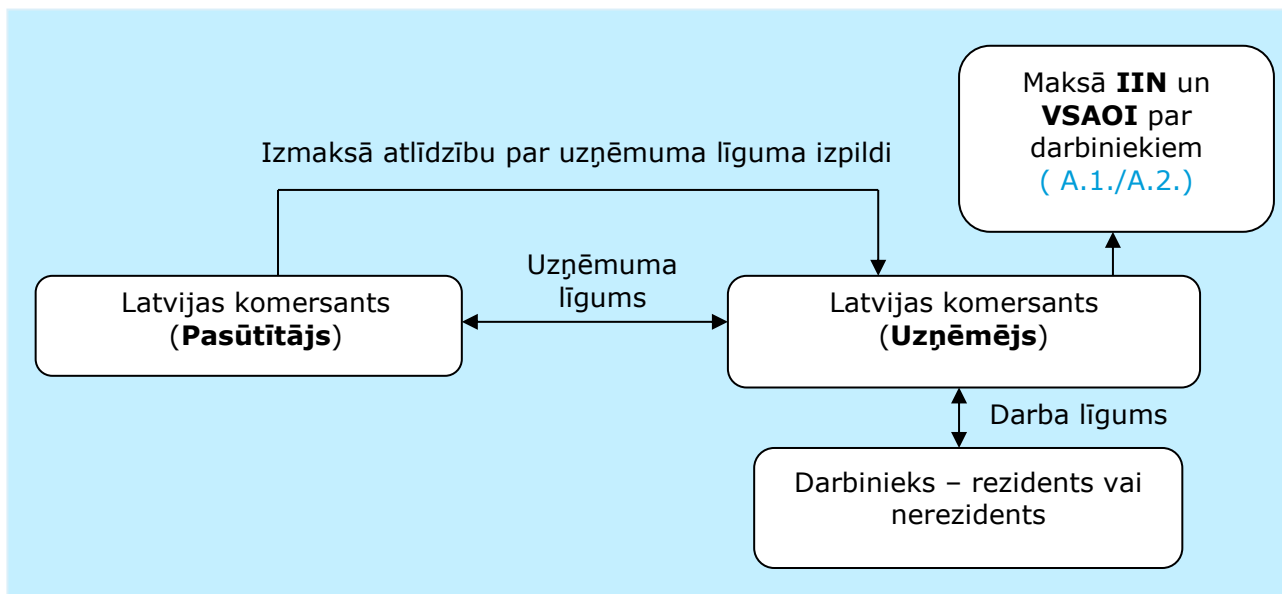 Maksā IIN un
VSAOI par
darbiniekiem
( A.1./A.2.)
Izmaksā atlīdzību par uzņēmuma līguma izpildi
Uzņēmuma
līgums
Latvijas komersants
(Pasūtītājs)
Latvijas komersants
(Uzņēmējs)
Darba līgums
Darbinieks – rezidents vai
nerezidents